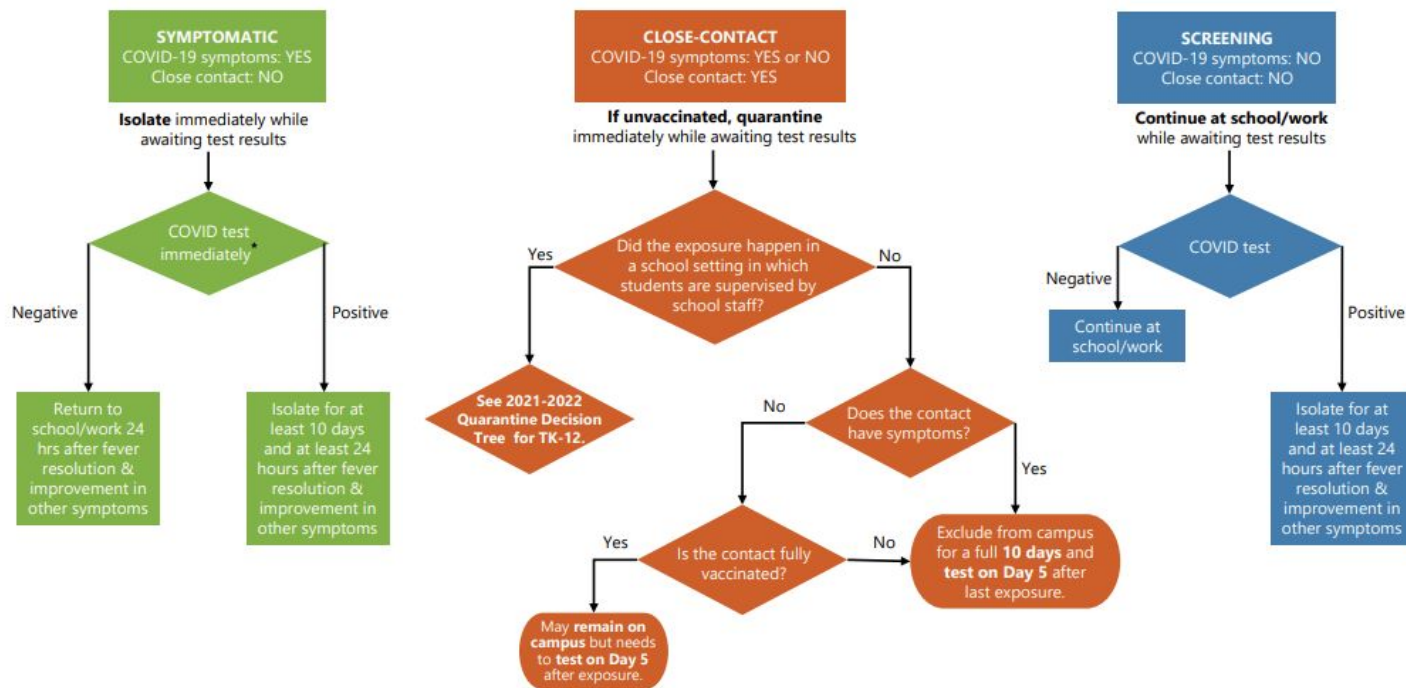 SYMPTOMATIC
COVID-19 symptoms: YES
Close contact: NO
Isolate immediately while
awaiting test results
COVID test
immediately*
Negative
Positive
Return to
school/work 24
hrs after fever
resolution &
improvement in
other symptoms
Isolate for at
least 10 days
and at least 24
hours after fever
resolution &
improvement in
other symptoms
CLOSE-CONTACT
COVID-19 symptoms: YES or NO
Close contact: YES
If unvaccinated, quarantine
immediately while awaiting test results
Did the exposure happen in
a school setting in which
students are supervised by
school staff?
Yes
No
See 2021-2022
Quarantine Decision
Tree for TK-12.
Does the contact
have symptoms?
No
Yes
Is the contact fully
vaccinated?
Yes
No
Exclude from campus
for a full 10 days and
test on Day 5 after
last exposure.
May remain on
campus but needs
to test on Day 5
after exposure.
SCREENING
COVID-19 symptoms: NO
Close contact: NO
Continue at school/work
while awaiting test results
COVID test
Negative
Positive
Continue at
school/work
Isolate for at
least 10 days
and at least 24
hours after fever
resolution &
improvement in
other symptoms